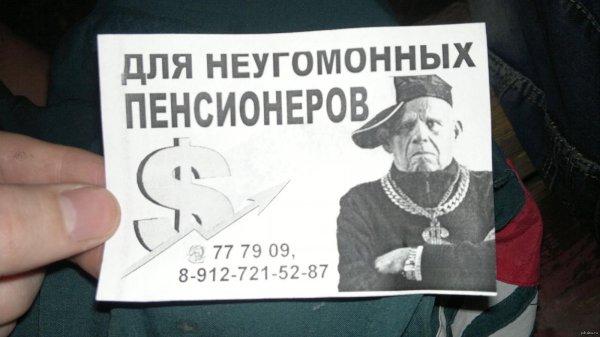 ДЛЯ НЕУГОМОННЫХ
ПЕНСИОНЕРОВ
77 79 09,
8-912-721-52-87